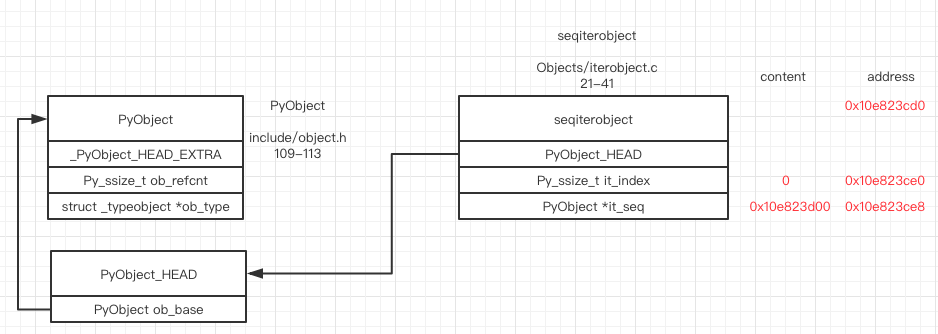 seqiterobject
Objects/iterobject.c
21-41
content
address
PyObject
_PyObject_HEAD_EXTRA
Py_ssize_t ob_refcnt
struct _typeobject *ob_type
PyObject
include/object.h
109-113
seqiterobject
0x10e823cd0
PyObject_HEAD
Py_ssize_t it_index
0
0x10e823ce0
PyObject *it_seq
0x10e823d00
0x10e823ce8
PyObject_HEAD
PyObject ob_base